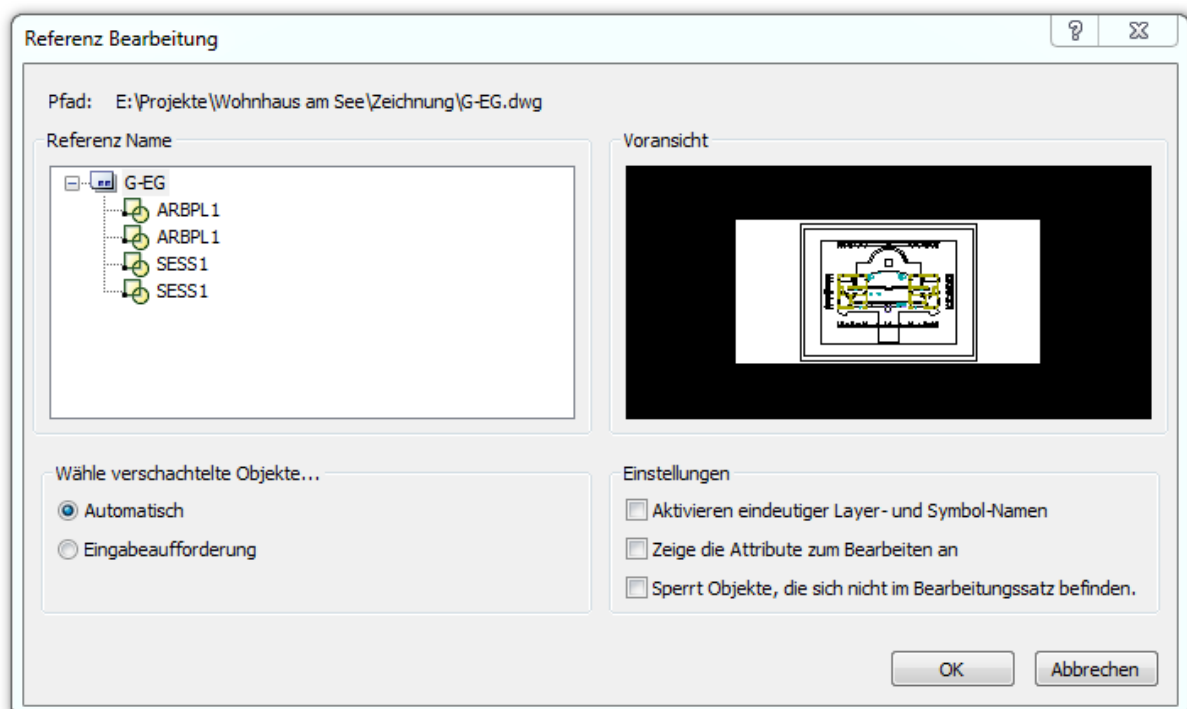 Referenz Bearbeitung
Pfad: E:\Projekte\Wohnhaus am See\Zeichnung\G-EG.dwg
Referenz Name
G-EG
ARBPL1
ARBPL1
SESS1
SESS1
Voransicht
Wähle verschachtelte Objekte...
Automatisch
Eingabeaufforderung
Einstellungen
Aktivieren eindeutiger Layer- und Symbol-Namen
Zeige die Attribute zum Bearbeiten an
Sperrt Objekte, die sich nicht im Bearbeitungssatz befinden.
OK
Abbrechen